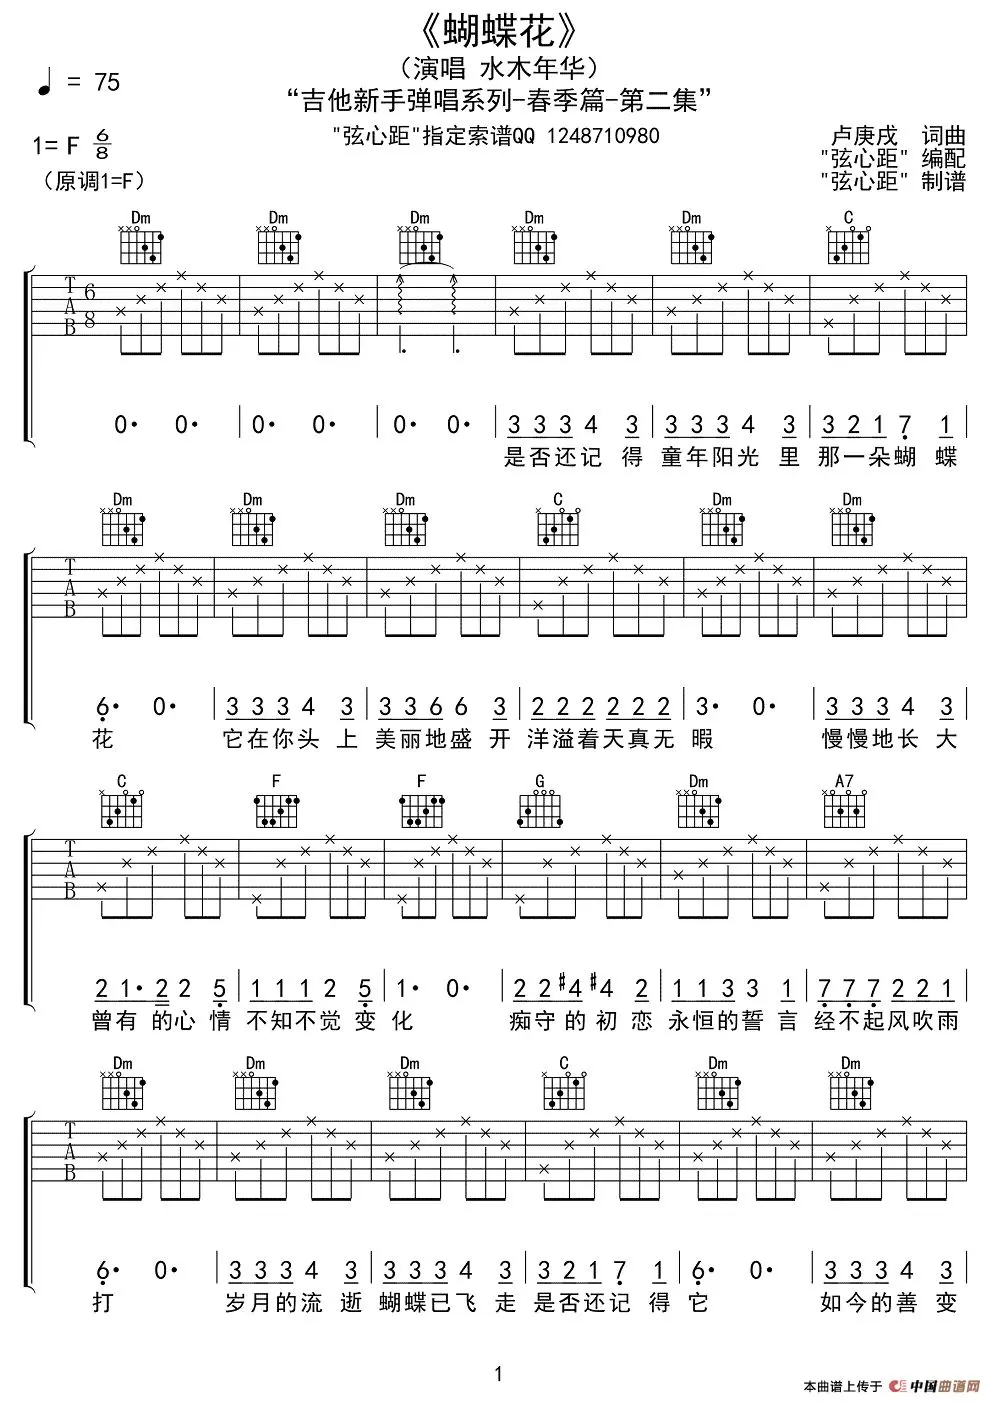 《蝴蝶花》
（演唱 水木年华）
“吉他新手弹唱系列-春季篇-第二集”
"弦心距"指定索谱QQ 1248710980
♩ = 75
1= F 6/8
（原调1=F）
卢庚戌 词曲
"弦心距" 编配
"弦心距" 制谱
Dm Dm Dm Dm Dm C
T A B 6 8
0· 0· | 0· 0· | 0· 0· | 3 3 3 4 3 | 3 3 3 4 3 | 3 2 1 7 1 |
是否还记 得 童年阳光 里 那一朵蝴 蝶
Dm Dm Dm C Dm Dm
T A B
6· 0· | 3 3 3 4 3 | 3 3 6 6 3 | 2 2 2 2 2 2 | 3· 0· | 3 3 3 4 3 |
花 它在你头 上 美丽地盛 开 洋溢着天真无 暇 慢慢地长 大
C F F G Dm A7
T A B
2 1· 2 2 5 | 1 1 1 2 5 | 1· 0· | 2 2 #4 #4 2 | 1 1 3 3 1 | 7 7 7 2 2 1 |
曾有 的心 情 不知不觉 变 化 痴守的初 恋 永恒的誓 言 经不起风吹雨
Dm Dm Dm C Dm Dm
T A B
6· 0· | 3 3 3 4 3 | 3 3 3 4 3 | 3 2 1 7 1 | 6· 0· | 3 3 3 4 3 |
打 岁月的流 逝 蝴蝶已飞 走 是否还记 得 它 如今的善 变
1
本曲谱上传于 中国曲谱网